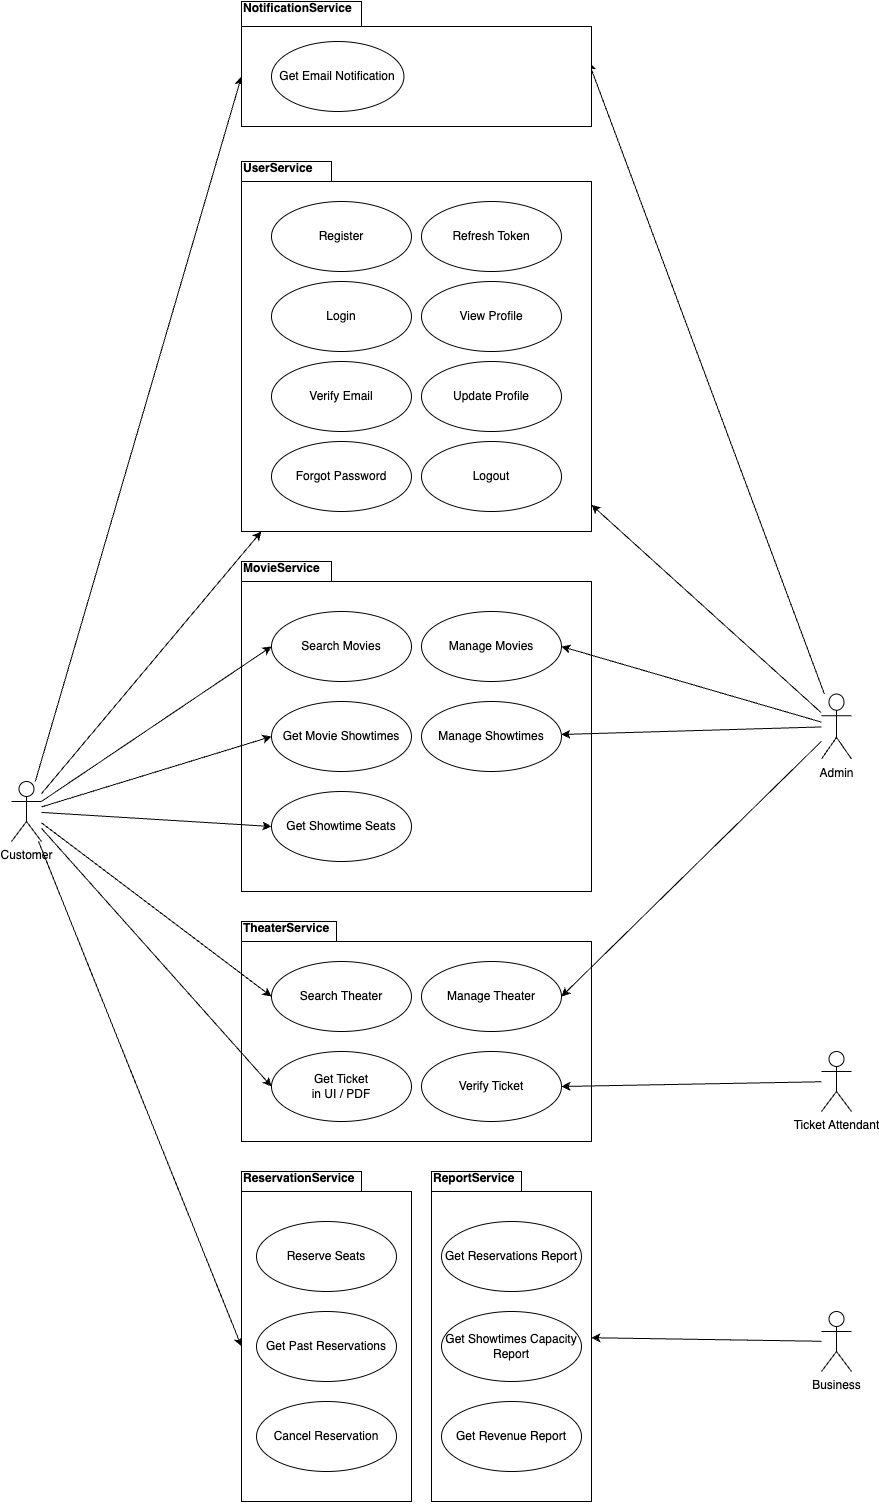 NotificationService
Get Email Notification
UserService
Register
Refresh Token
Login
View Profile
Verify Email
Update Profile
Forgot Password
Logout
MovieService
Search Movies
Manage Movies
Get Movie Showtimes
Manage Showtimes
Get Showtime Seats
Admin
Customer
TheaterService
Search Theater
Manage Theater
Get Ticket
in UI / PDF
Verify Ticket
Ticket Attendant
ReservationService
ReportService
Reserve Seats
Get Reservations Report
Get Past Reservations
Get Showtimes Capacity
Report
Business
Cancel Reservation
Get Revenue Report